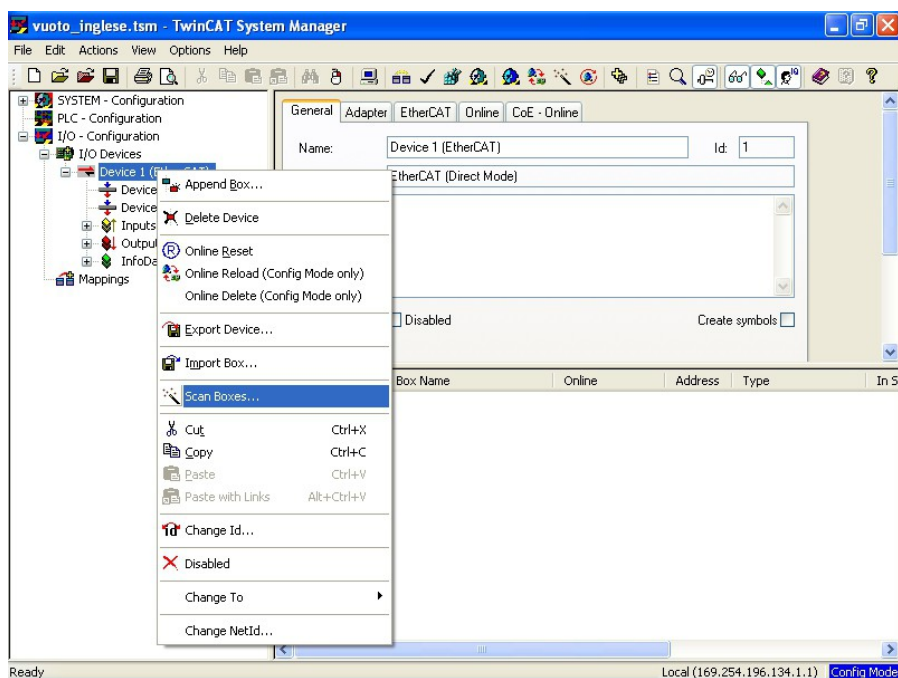 vuoto_inglese.tsm - TwinCAT System Manager
File Edit Actions View Options Help
SYSTEM - Configuration
PLC - Configuration
I/O - Configuration
I/O Devices
Device 1 (EtherCAT)
Device
Device
Inputs
Outpu
InfoDa
Mappings
Append Box...
Delete Device
Online Reset
Online Reload (Config Mode only)
Online Delete (Config Mode only)
Export Device...
Import Box...
Scan Boxes...
Cut Ctrl+X
Copy Ctrl+C
Paste Ctrl+V
Paste with Links Alt+Ctrl+V
Change Id...
Disabled
Change To
Change NetId...
General Adapter EtherCAT Online CoE - Online
Name: Device 1 (EtherCAT) Id: 1
EtherCAT (Direct Mode)
Disabled Create symbols
Box Name Online Address Type In S
Ready Local (169.254.196.134.1.1) Config Mode